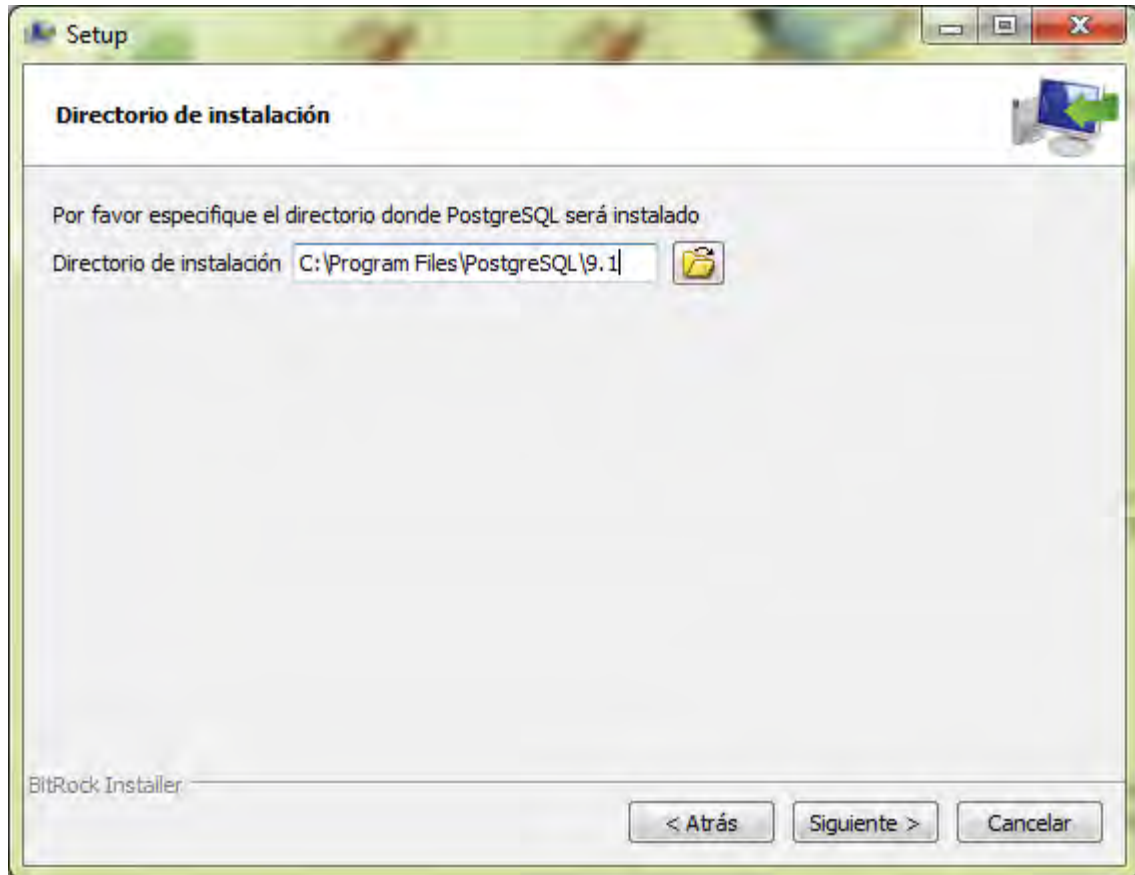 Setup
Directorio de instalación
Por favor especifique el directorio donde PostgreSQL será instalado
Directorio de instalación C:\Program Files\PostgreSQL\9.1
BitRock Installer
< Atrás Siguiente > Cancelar